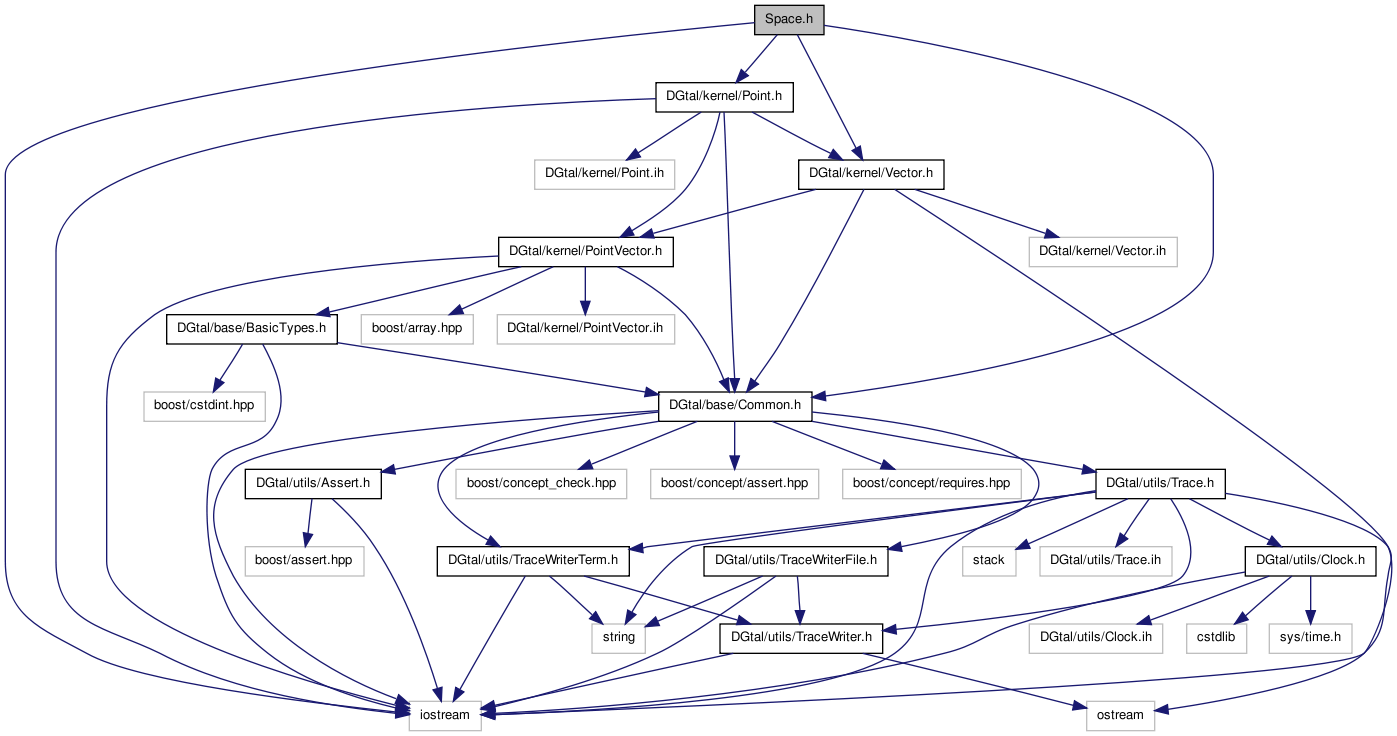 Space.h
DGtal/kernel/Point.h
DGtal/kernel/Point.ih
DGtal/kernel/Vector.h
DGtal/kernel/PointVector.h
DGtal/kernel/Vector.ih
DGtal/base/BasicTypes.h
boost/array.hpp
DGtal/kernel/PointVector.ih
boost/cstdint.hpp
DGtal/base/Common.h
DGtal/utils/Assert.h
boost/concept_check.hpp
boost/concept/assert.hpp
boost/concept/requires.hpp
DGtal/utils/Trace.h
boost/assert.hpp
DGtal/utils/TraceWriterTerm.h
DGtal/utils/TraceWriterFile.h
stack
DGtal/utils/Trace.ih
DGtal/utils/Clock.h
string
DGtal/utils/TraceWriter.h
DGtal/utils/Clock.ih
cstdlib
sys/time.h
iostream
ostream